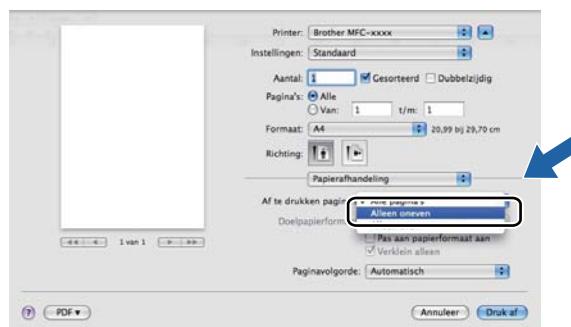 Printer: Brother MFC-xxxx
Instellingen: Standaard
Aantal: 1 Gesorteerd Dubbelzijdig
Pagina's: Alle
Van: 1 t/m: 1
Formaat: A4 20,99 bij 29,70 cm
Richting:
Papierafhandeling
Af te drukken pagin Alle pagina's
Alleen oneven
Doelpapierform
Pas aan papierformaat aan
Verklein alleen
1 van 1
Paginavolgorde: Automatisch
? PDF Annuleer Druk af